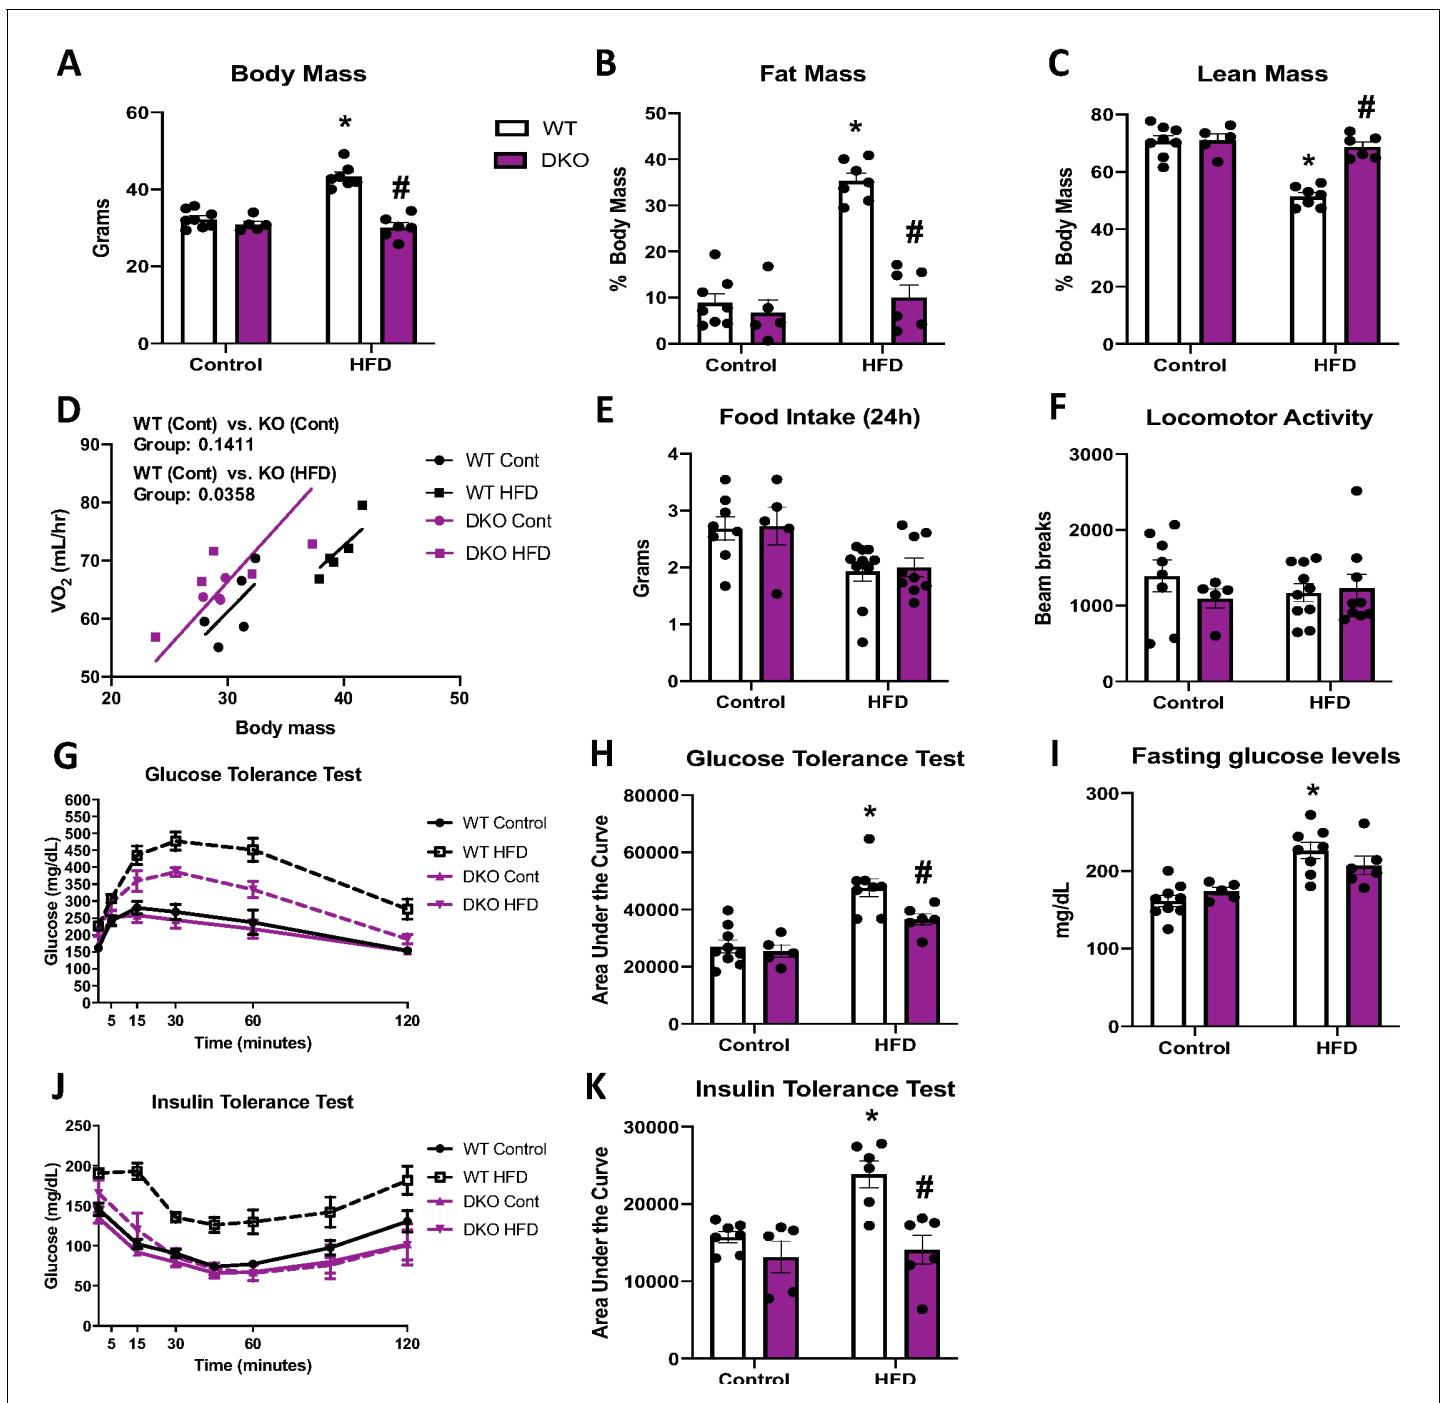 A
Body Mass
Grams
60
40
20
0
*
#
Control
HFD
WT
DKO
B
Fat Mass
% Body Mass
50
40
30
20
10
0
*
#
Control
HFD
C
Lean Mass
% Body Mass
80
60
40
20
0
*
#
Control
HFD
D
WT (Cont) vs. KO (Cont)
Group: 0.1411
WT (Cont) vs. KO (HFD)
Group: 0.0358
VO2 (mL/hr)
90
80
70
60
50
20
30
40
50
Body mass
WT Cont
WT HFD
DKO Cont
DKO HFD
E
Food Intake (24h)
Grams
4
3
2
1
0
Control
HFD
F
Locomotor Activity
Beam breaks
3000
2000
1000
0
Control
HFD
G
Glucose Tolerance Test
Glucose (mg/dL)
600
550
500
450
400
350
300
250
200
150
100
50
0
5
15
30
60
120
Time (minutes)
WT Control
WT HFD
DKO Cont
DKO HFD
H
Glucose Tolerance Test
Area Under the Curve
80000
60000
40000
20000
0
*
#
Control
HFD
I
Fasting glucose levels
mg/dL
300
200
100
0
*
Control
HFD
J
Insulin Tolerance Test
Glucose (mg/dL)
250
200
150
100
50
0
5
15
30
60
120
Time (minutes)
WT Control
WT HFD
DKO Cont
DKO HFD
K
Insulin Tolerance Test
Area Under the Curve
30000
20000
10000
0
*
#
Control
HFD